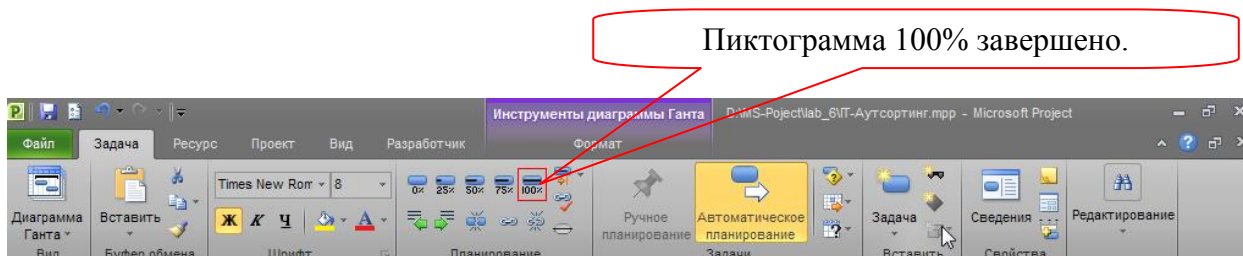 Пиктограмма 100% завершено.
Инструменты диаграммы Ганта D:\MS-Poject\lab_6\IT-Аутсортинг.mpp - Microsoft Project
Файл Задача Ресурс Проект Вид Разработчик Формат
Times New Rom 8 0% 25% 50% 75% 100%
Ж К Ч
Диаграмма Ганта
Вставить
Ручное планирование
Автоматическое планирование
Задача
Сведения
Редактирование
Вид Буфер обмена Шрифт Планирование Задачи Вставить Свойства